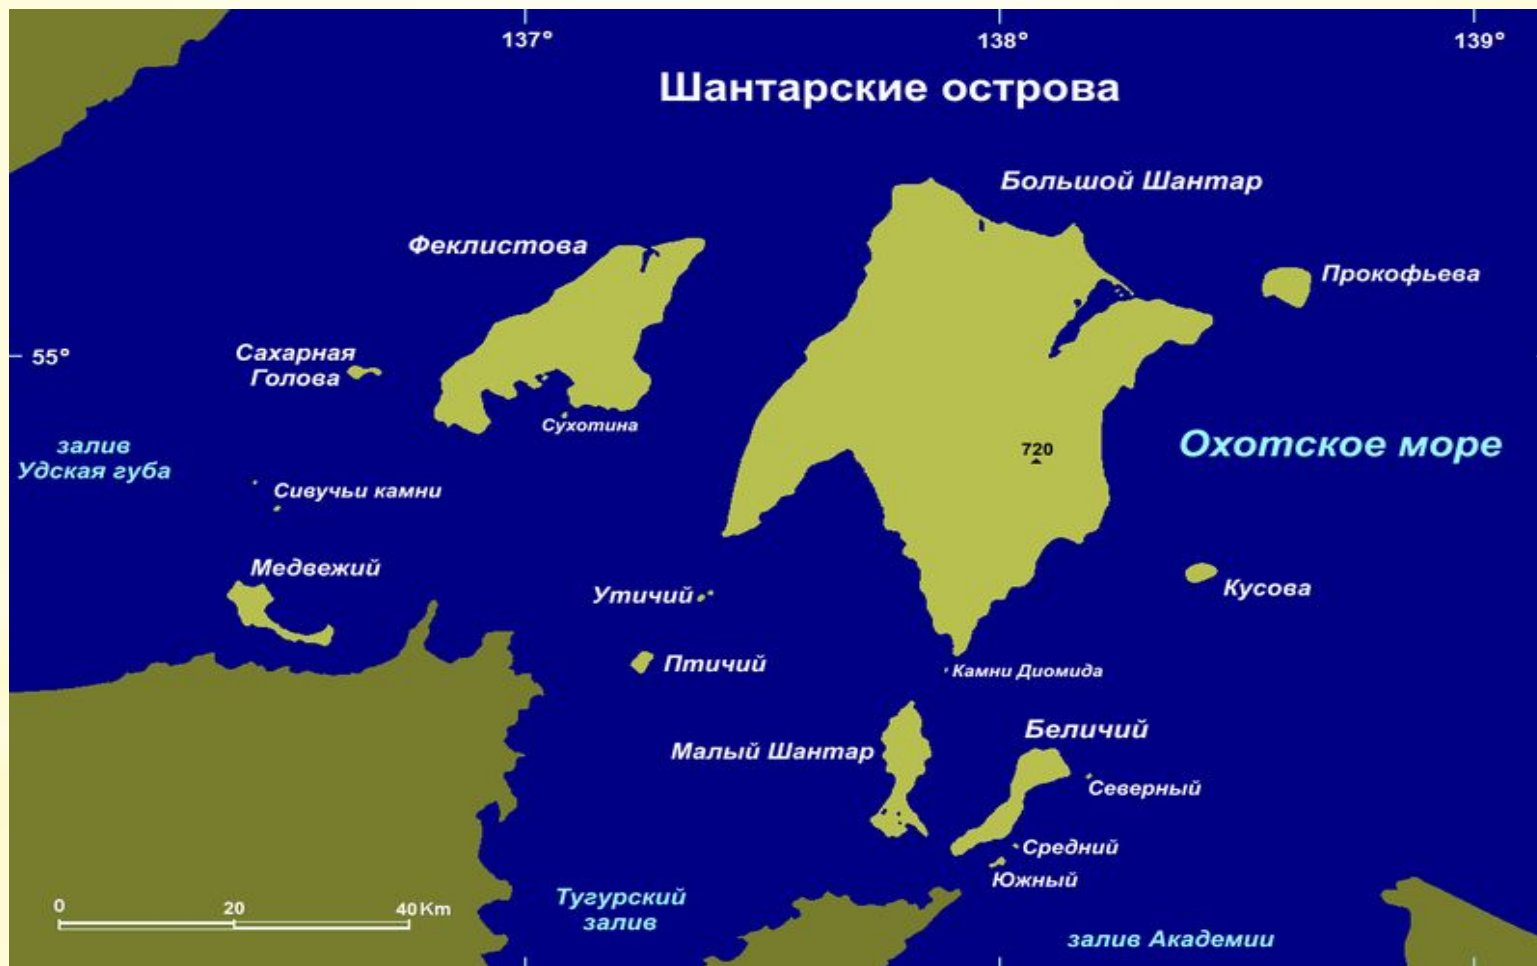 137°
138°
139°
Шантарские острова
Большой Шантар
Феклистова
Прокофьева
55°
Сахарная
Голова
Сухотина
залив
Удская губа
720
Охотское море
Сивучьи камни
Медвежий
Утичий
Кусова
Птичий
Камни Диомида
Беличий
Малый Шантар
Северный
Средний
Южный
0 20 40 Km
Тугурский
залив
залив Академии